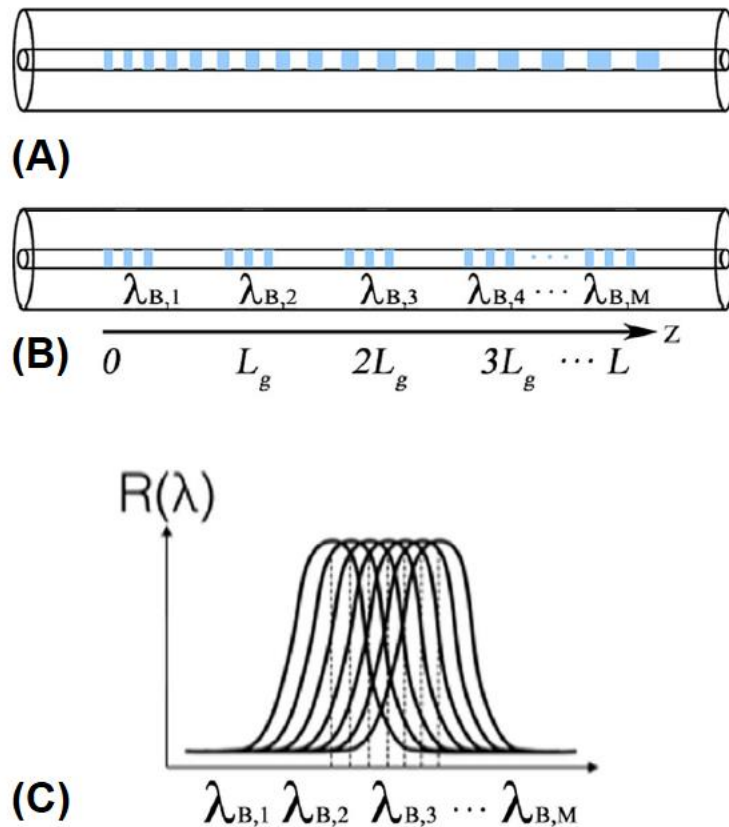 (A)
λB,1 λB,2 λB,3 λB,4 ··· λB,M
(B)
z
0 Lg 2Lg 3Lg ··· L
R(λ)
(C)
λB,1 λB,2 λB,3 ··· λB,M